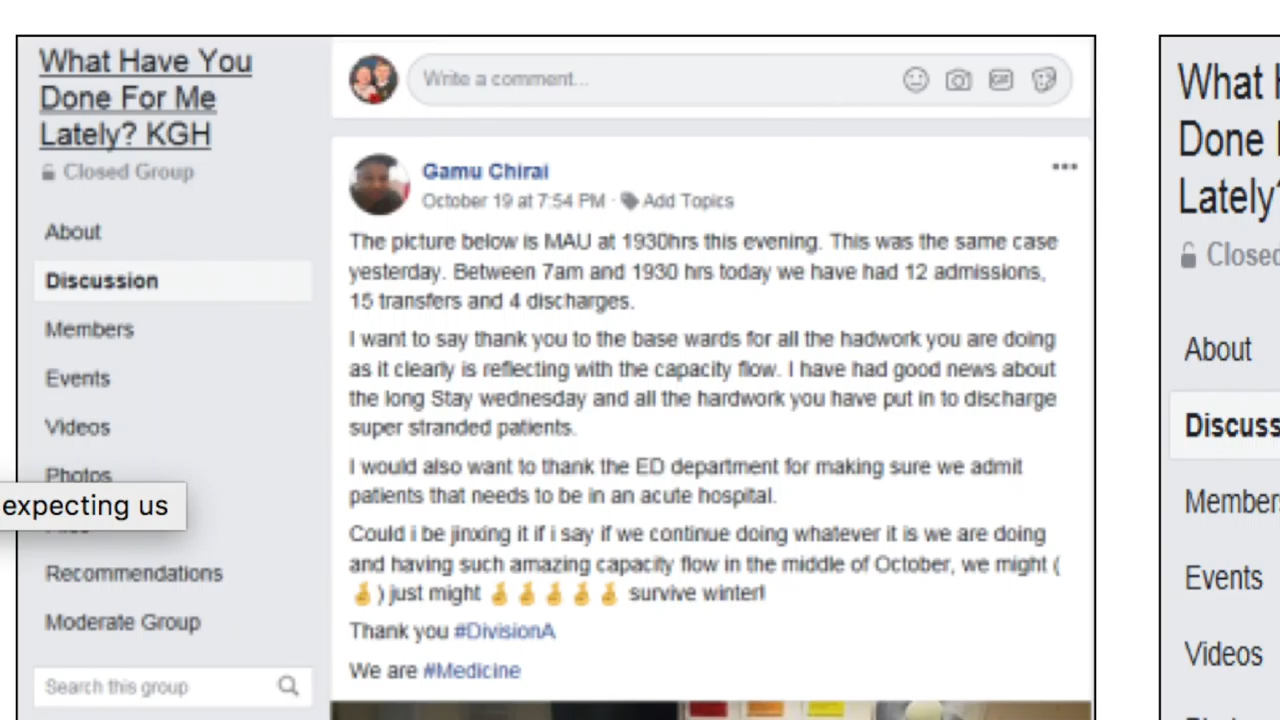 What Have You
Done For Me
Lately? KGH
Closed Group
About
Discussion
Members
Events
Videos
Photos
expecting us
Recommendations
Moderate Group
Search this group
Write a comment...
GIF
Gamu Chirai
October 19 at 7:54 PM · Add Topics
The picture below is MAU at 1930hrs this evening. This was the same case
yesterday. Between 7am and 1930 hrs today we have had 12 admissions,
15 transfers and 4 discharges.
I want to say thank you to the base wards for all the hadwork you are doing
as it clearly is reflecting with the capacity flow. I have had good news about
the long Stay wednesday and all the hardwork you have put in to discharge
super stranded patients.
I would also want to thank the ED department for making sure we admit
patients that needs to be in an acute hospital.
Could i be jinxing it if i say if we continue doing whatever it is we are doing
and having such amazing capacity flow in the middle of October, we might (
🤞) just might 🤞🤞🤞🤞🤞 survive winter!
Thank you #DivisionA
We are #Medicine
What
Done
Lately?
Closed
About
Discuss
Members
Events
Videos